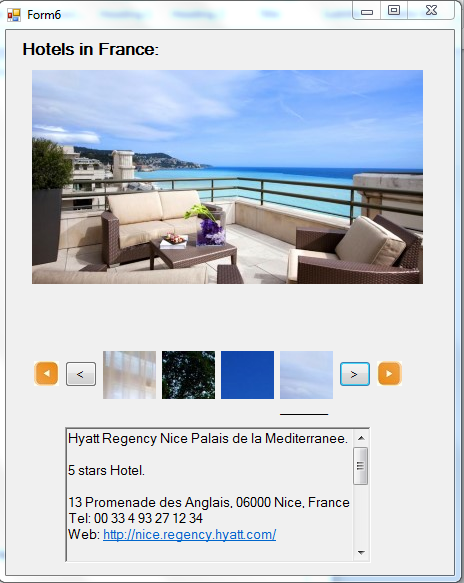 Form6
Hotels in France:
< >
Hyatt Regency Nice Palais de la Mediterranee.
5 stars Hotel.
13 Promenade des Anglais, 06000 Nice, France
Tel: 00 33 4 93 27 12 34
Web: http://nice.regency.hyatt.com/